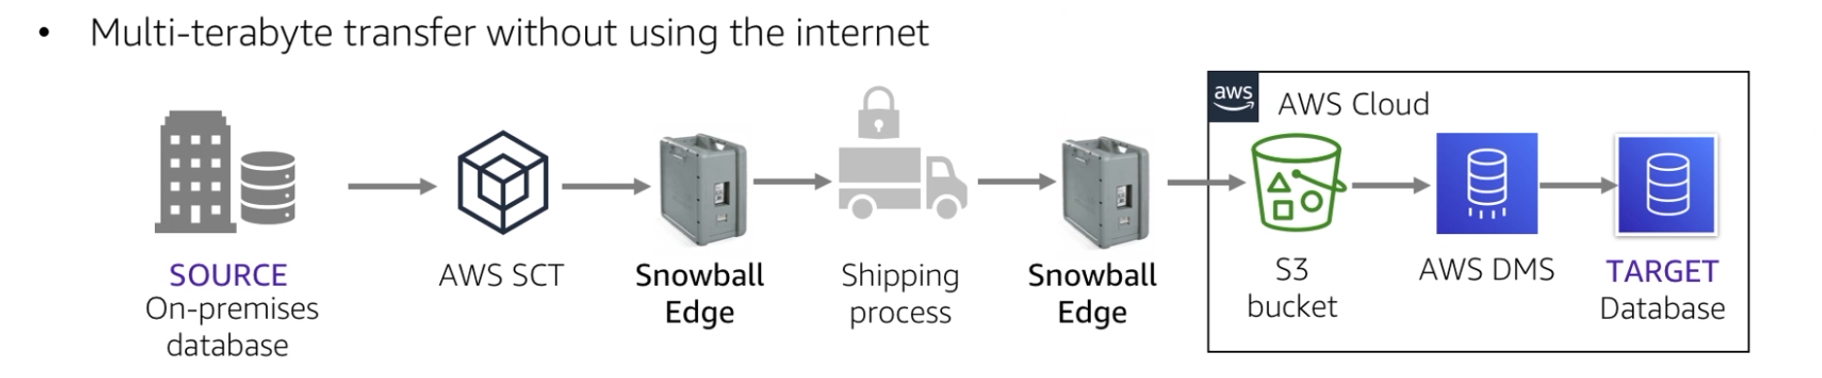 • Multi-terabyte transfer without using the internet
aws
AWS Cloud
SOURCE
On-premises
database
AWS SCT
Snowball
Edge
Shipping
process
Snowball
Edge
S3
bucket
AWS DMS
TARGET
Database